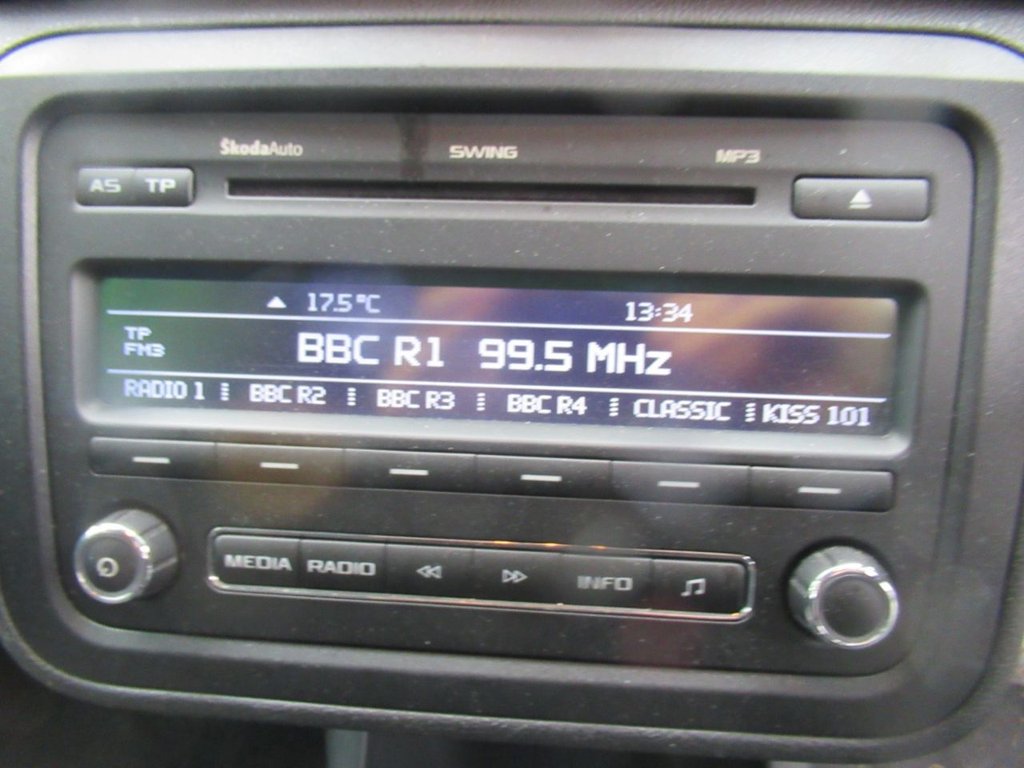 ŠkodaAuto SWING MP3
AS TP
17.5°C 13:34
TP
FM3
BBC R1 99.5 MHz
RADIO 1 BBC R2 BBC R3 BBC R4 CLASSIC KISS 101
MEDIA RADIO INFO